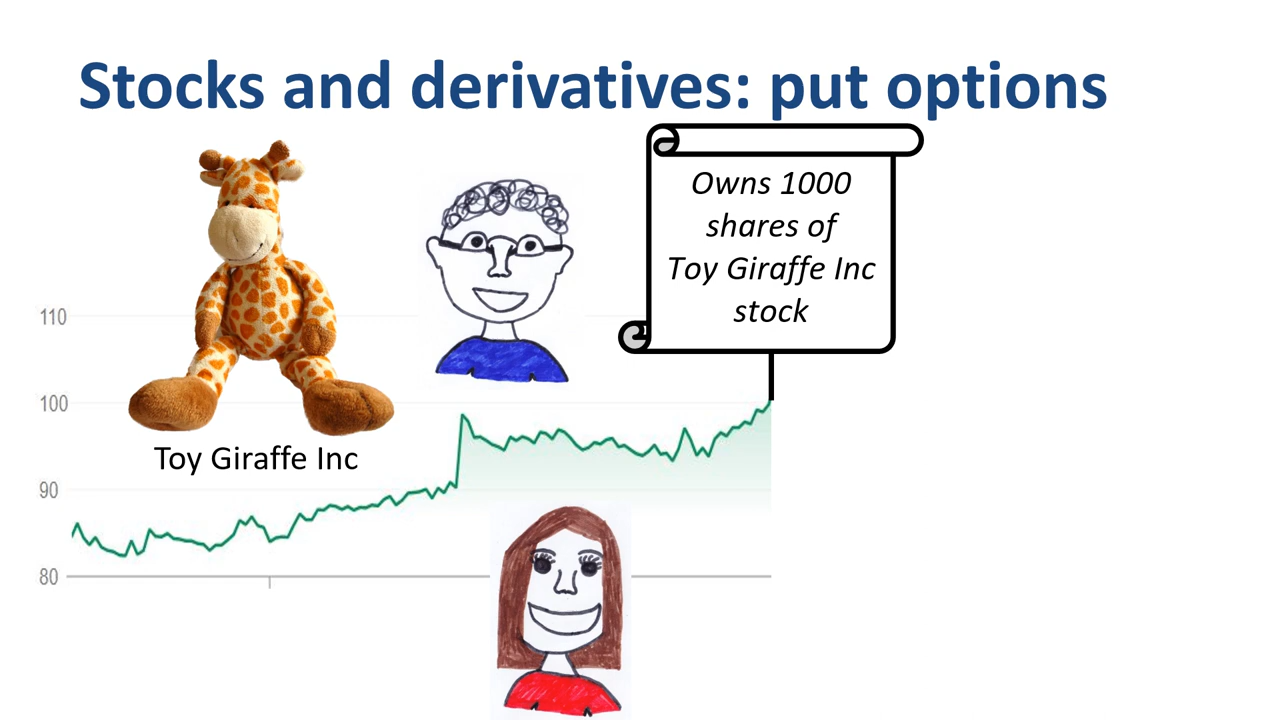 Stocks and derivatives: put options
Owns 1000
shares of
Toy Giraffe Inc
stock
110
100
Toy Giraffe Inc
90
80